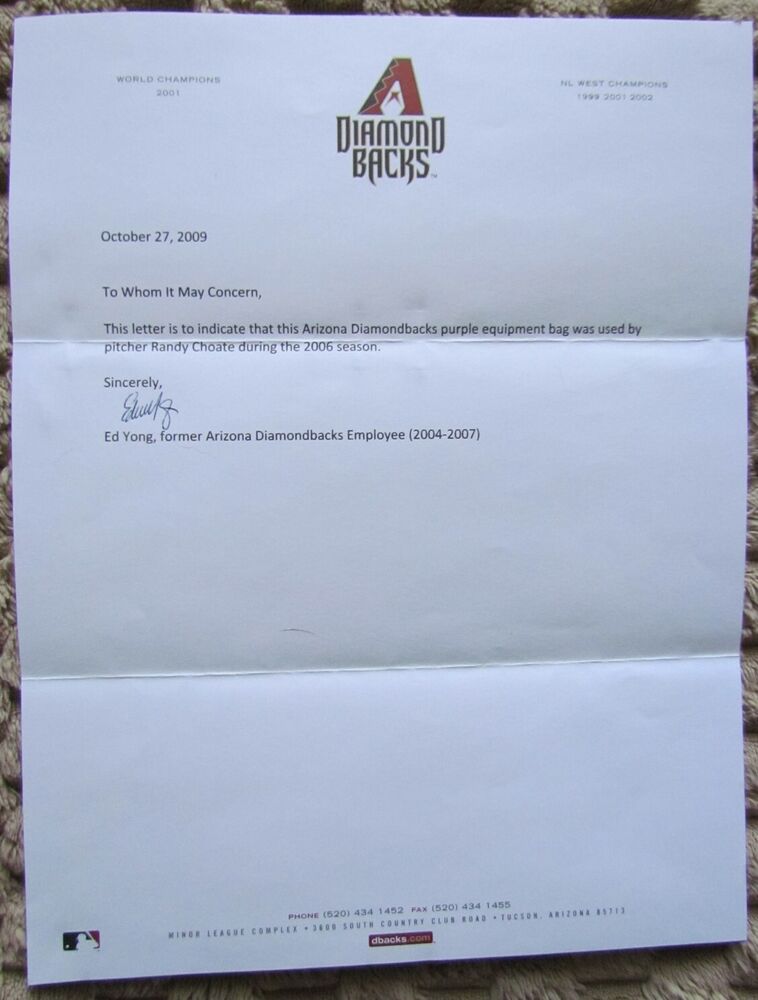 WORLD CHAMPIONS
2001
DIAMOND
BACKS
NL WEST CHAMPIONS
1999 2001 2002
October 27, 2009
To Whom It May Concern,
This letter is to indicate that this Arizona Diamondbacks purple equipment bag was used by
pitcher Randy Choate during the 2006 season.
Sincerely,
Ed Yong, former Arizona Diamondbacks Employee (2004-2007)
PHONE (520) 434 1452 FAX (520) 434 1455
MINOR LEAGUE COMPLEX • 3600 SOUTH COUNTRY CLUB ROAD • TUCSON, ARIZONA 85713
dbacks.com